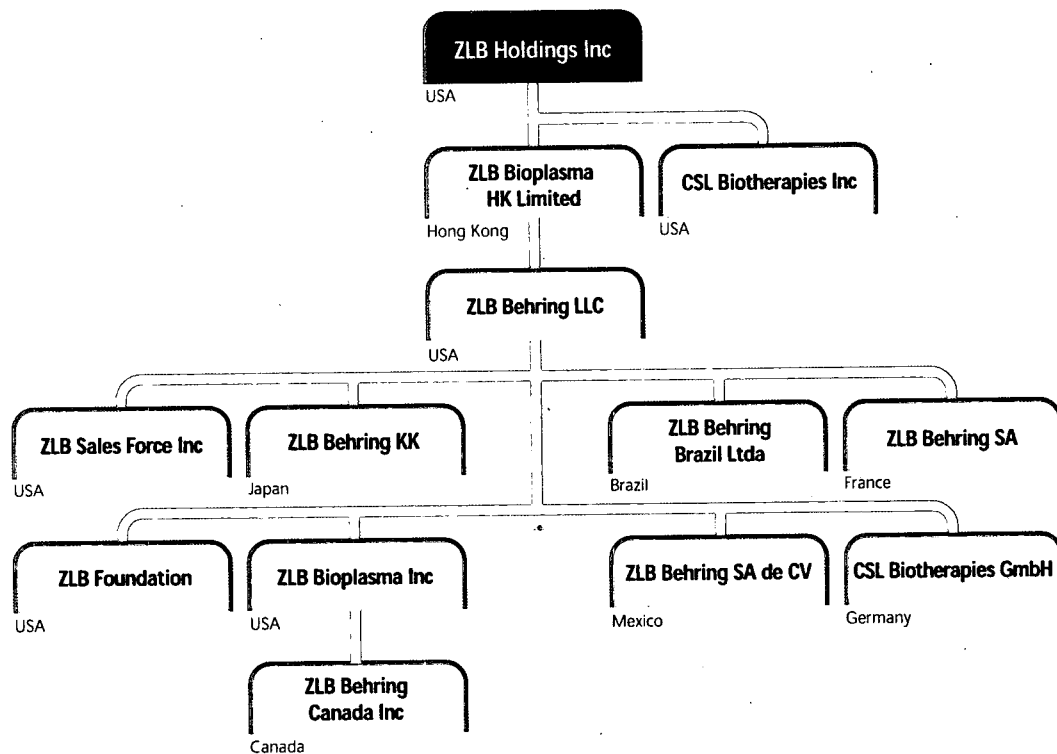 ZLB Holdings Inc
USA
ZLB Bioplasma
HK Limited
Hong Kong
CSL Biotherapies Inc
USA
ZLB Behring LLC
USA
ZLB Sales Force Inc
USA
ZLB Behring KK
Japan
ZLB Behring
Brazil Ltda
Brazil
ZLB Behring SA
France
ZLB Foundation
USA
ZLB Bioplasma Inc
USA
ZLB Behring SA de CV
Mexico
CSL Biotherapies GmbH
Germany
ZLB Behring
Canada Inc
Canada